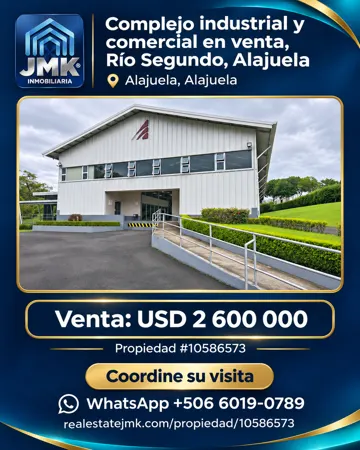 JMK
INMOBILIARIA
Complejo industrial y
comercial en venta,
Río Segundo, Alajuela
Alajuela, Alajuela
Venta: USD 2 600 000
Propiedad #10586573
Coordine su visita
WhatsApp +506 6019-0789
realestatejmk.com/propiedad/10586573